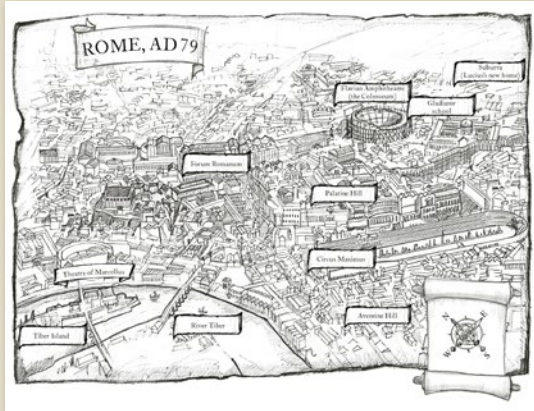 ROME, AD 79
Suburra
(Lucius's new home)
Flavian Amphitheatre
(the Colosseum)
Gladiator
school
Forum Romanum
Palatine Hill
Circus Maximus
Theatre of Marcellus
Aventine Hill
River Tiber
Tiber Island
N
E
W
S